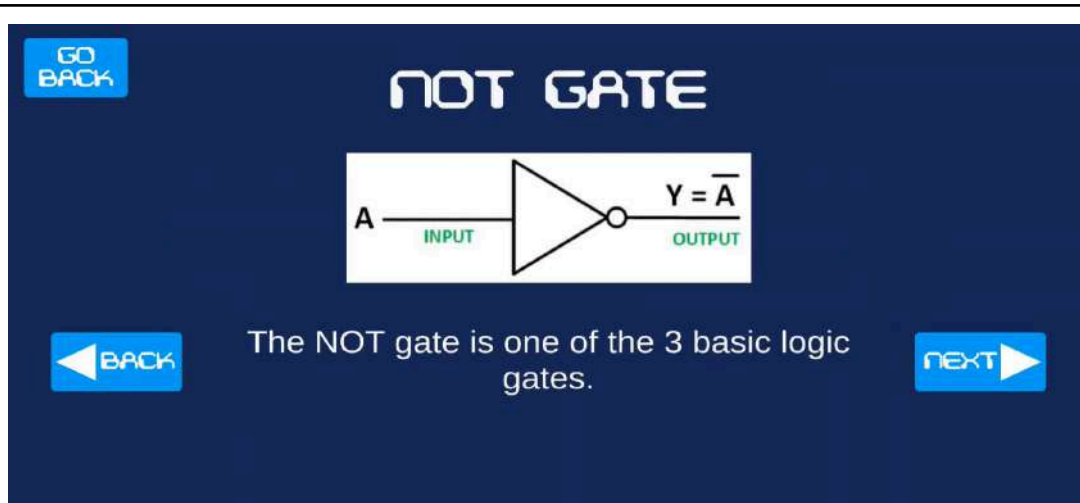 GO
BACK
NOT GATE
A
INPUT
Y = A̅
OUTPUT
BACK
The NOT gate is one of the 3 basic logic
gates.
NEXT